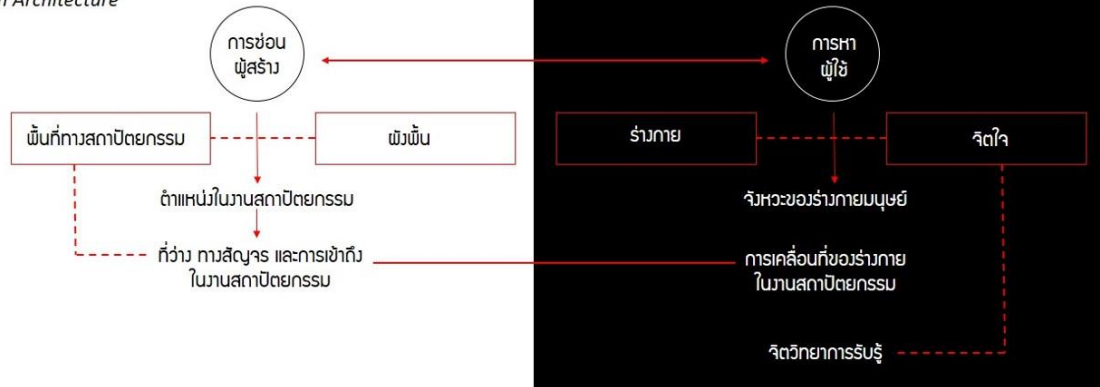 Architecture
การซ่อน
ผู้สร้าง
การหา
ผู้ใช้
พื้นที่ทางสถาปัตยกรรม
ผังพื้น
ร่างกาย
จิตใจ
ตำแหน่งในงานสถาปัตยกรรม
จังหวะของร่างกายมนุษย์
ที่ว่าง ทางสัญจร และการเข้าถึง
ในงานสถาปัตยกรรม
การเคลื่อนที่ของร่างกาย
ในงานสถาปัตยกรรม
จิตวิทยาการรับรู้